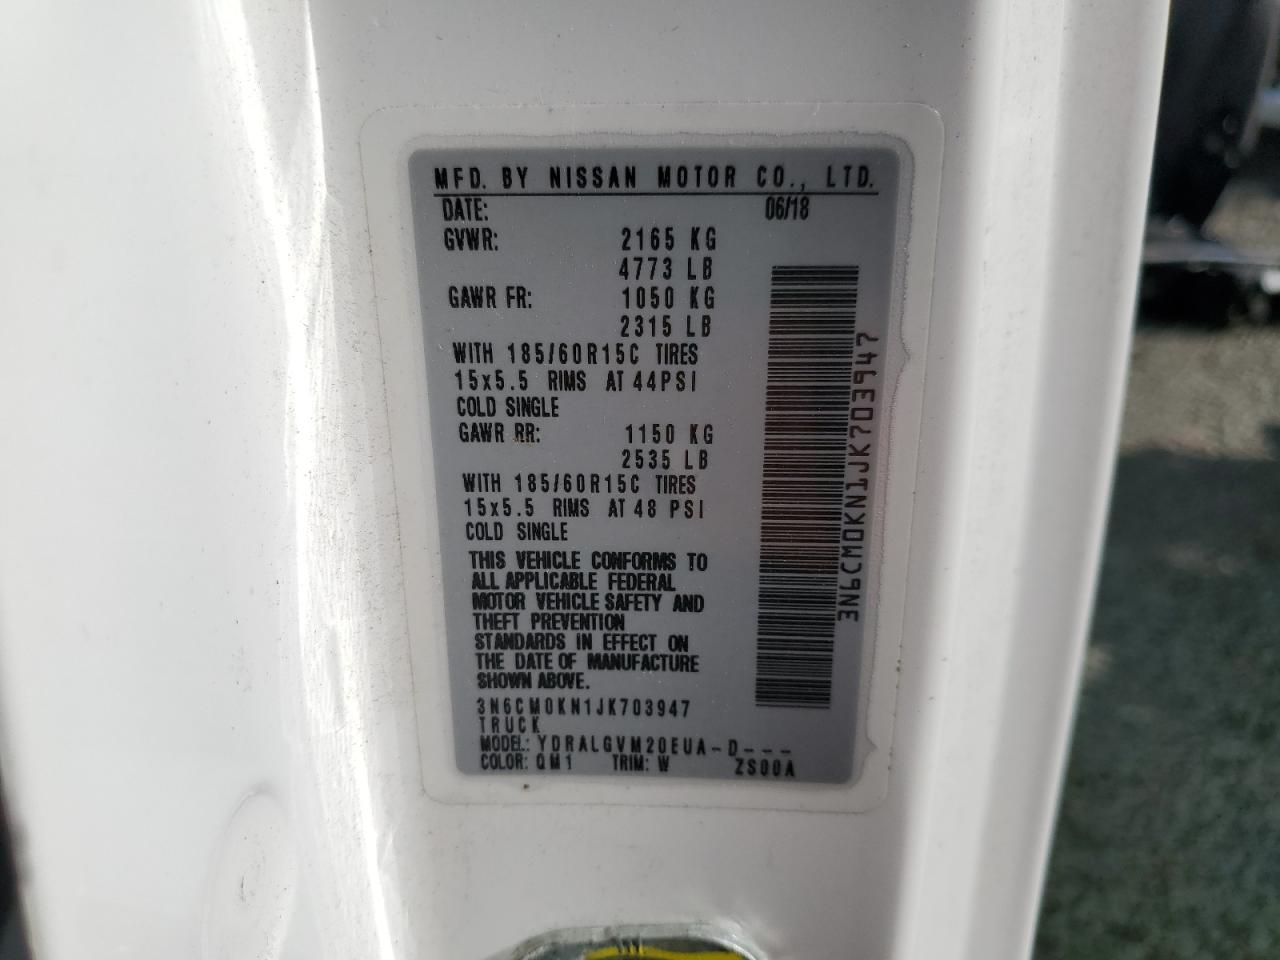 MFD. BY NISSAN MOTOR CO., LTD.
DATE: 06/18
GVWR: 2165 KG
4773 LB
GAWR FR: 1050 KG
2315 LB
WITH 185/60R15C TIRES
15x5.5 RIMS AT 44PSI
COLD SINGLE
GAWR RR: 1150 KG
2535 LB
WITH 185/60R15C TIRES
15x5.5 RIMS AT 48 PSI
COLD SINGLE
THIS VEHICLE CONFORMS TO
ALL APPLICABLE FEDERAL
MOTOR VEHICLE SAFETY AND
THEFT PREVENTION
STANDARDS IN EFFECT ON
THE DATE OF MANUFACTURE
SHOWN ABOVE.
3N6CM0KN1JK703947
TRUCK
MODEL: YDRALGVM20EUA-D---
COLOR: QM1 TRIM: W ZS00A
3N6CM0KN1JK703947